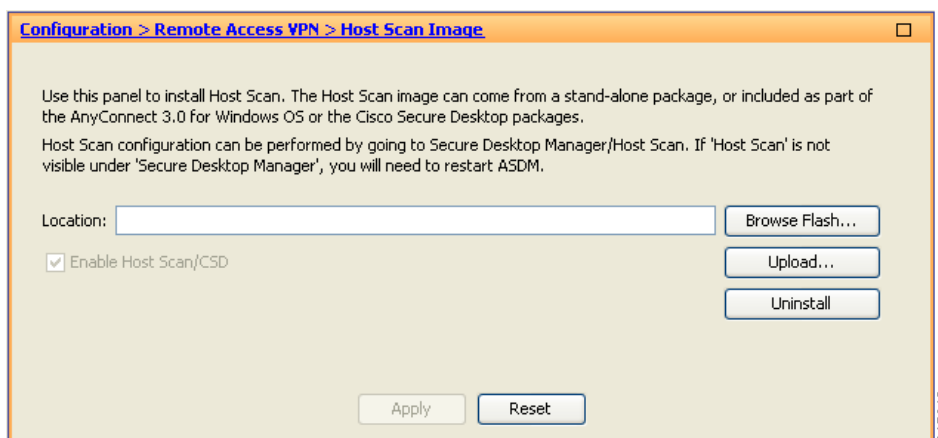 Configuration > Remote Access VPN > Host Scan Image
Use this panel to install Host Scan. The Host Scan image can come from a stand-alone package, or included as part of
the AnyConnect 3.0 for Windows OS or the Cisco Secure Desktop packages.
Host Scan configuration can be performed by going to Secure Desktop Manager/Host Scan. If 'Host Scan' is not
visible under 'Secure Desktop Manager', you will need to restart ASDM.
Location:
Browse Flash...
Enable Host Scan/CSD
Upload...
Uninstall
Apply
Reset